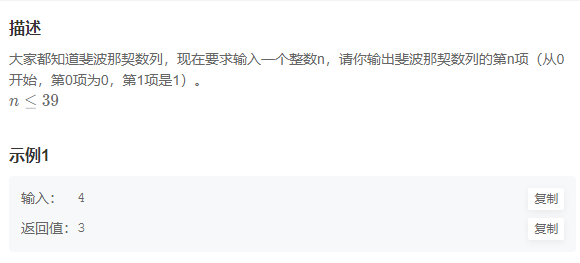 描述
大家都知道斐波那契数列，现在要求输入一个整数n，请你输出斐波那契数列的第n项（从0
开始，第0项为0，第1项是1）。
n ≤ 39
示例1
输入： 4 复制
返回值：3 复制